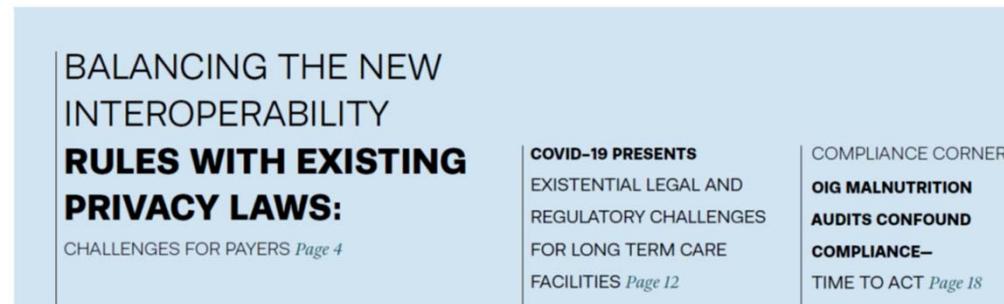 BALANCING THE NEW
INTEROPERABILITY
RULES WITH EXISTING
PRIVACY LAWS:
CHALLENGES FOR PAYERS Page 4
COVID-19 PRESENTS
EXISTENTIAL LEGAL AND
REGULATORY CHALLENGES
FOR LONG TERM CARE
FACILITIES Page 12
COMPLIANCE CORNER
OIG MALNUTRITION
AUDITS CONFOUND
COMPLIANCE—
TIME TO ACT Page 18